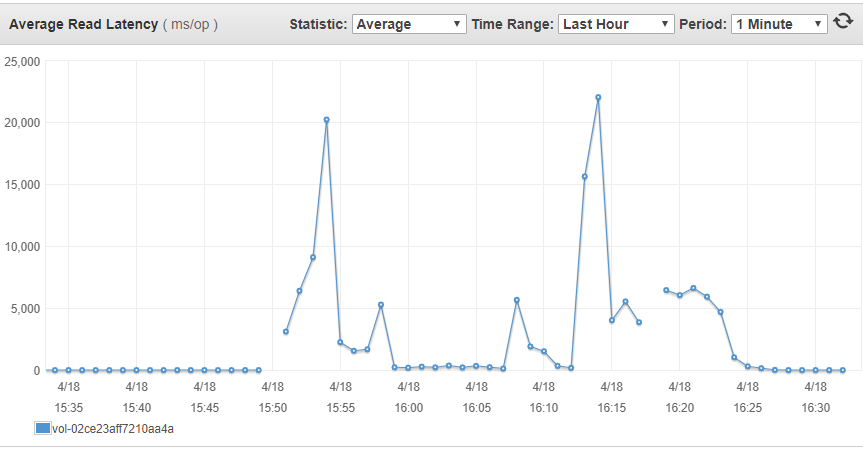 Average Read Latency ( ms/op ) Statistic: Average Time Range: Last Hour Period: 1 Minute
25,000
20,000
15,000
10,000
5,000
0
4/18 4/18 4/18 4/18 4/18 4/18 4/18 4/18 4/18 4/18 4/18 4/18
15:35 15:40 15:45 15:50 15:55 16:00 16:05 16:10 16:15 16:20 16:25 16:30
vol-02ce23aff7210aa4a